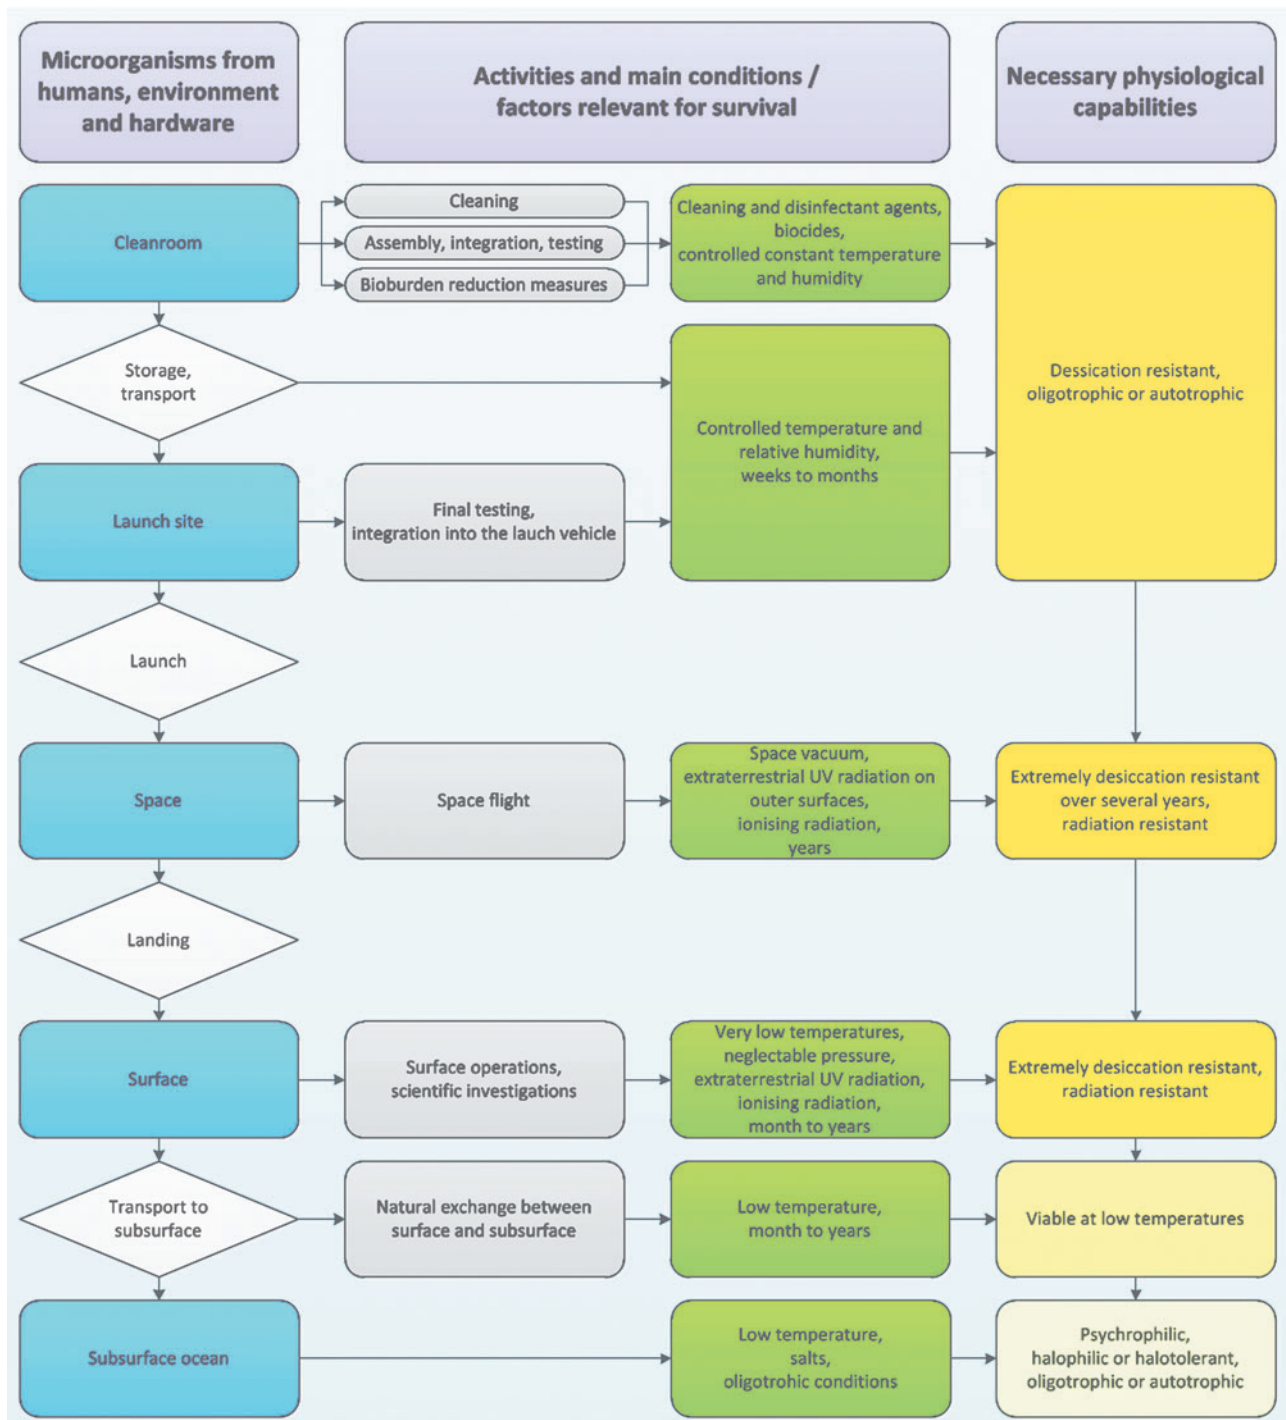 Microorganisms from
humans, environment
and hardware
Activities and main conditions /
factors relevant for survival
Necessary physiological
capabilities
Cleanroom
Cleaning
Assembly, integration, testing
Bioburden reduction measures
Cleaning and disinfectant agents,
biocides,
controlled constant temperature
and humidity
Dessication resistant,
oligotrophic or autotrophic
Storage,
transport
Controlled temperature and
relative humidity,
weeks to months
Launch site
Final testing,
integration into the lauch vehicle
Launch
Space
Space flight
Space vacuum,
extraterrestrial UV radiation on
outer surfaces,
ionising radiation,
years
Extremely desiccation resistant
over several years,
radiation resistant
Landing
Surface
Surface operations,
scientific investigations
Very low temperatures,
neglectable pressure,
extraterrestrial UV radiation,
ionising radiation,
month to years
Extremely desiccation resistant,
radiation resistant
Transport to
subsurface
Natural exchange between
surface and subsurface
Low temperature,
month to years
Viable at low temperatures
Subsurface ocean
Low temperature,
salts,
oligotrohic conditions
Psychrophilic,
halophilic or halotolerant,
oligotrophic or autotrophic